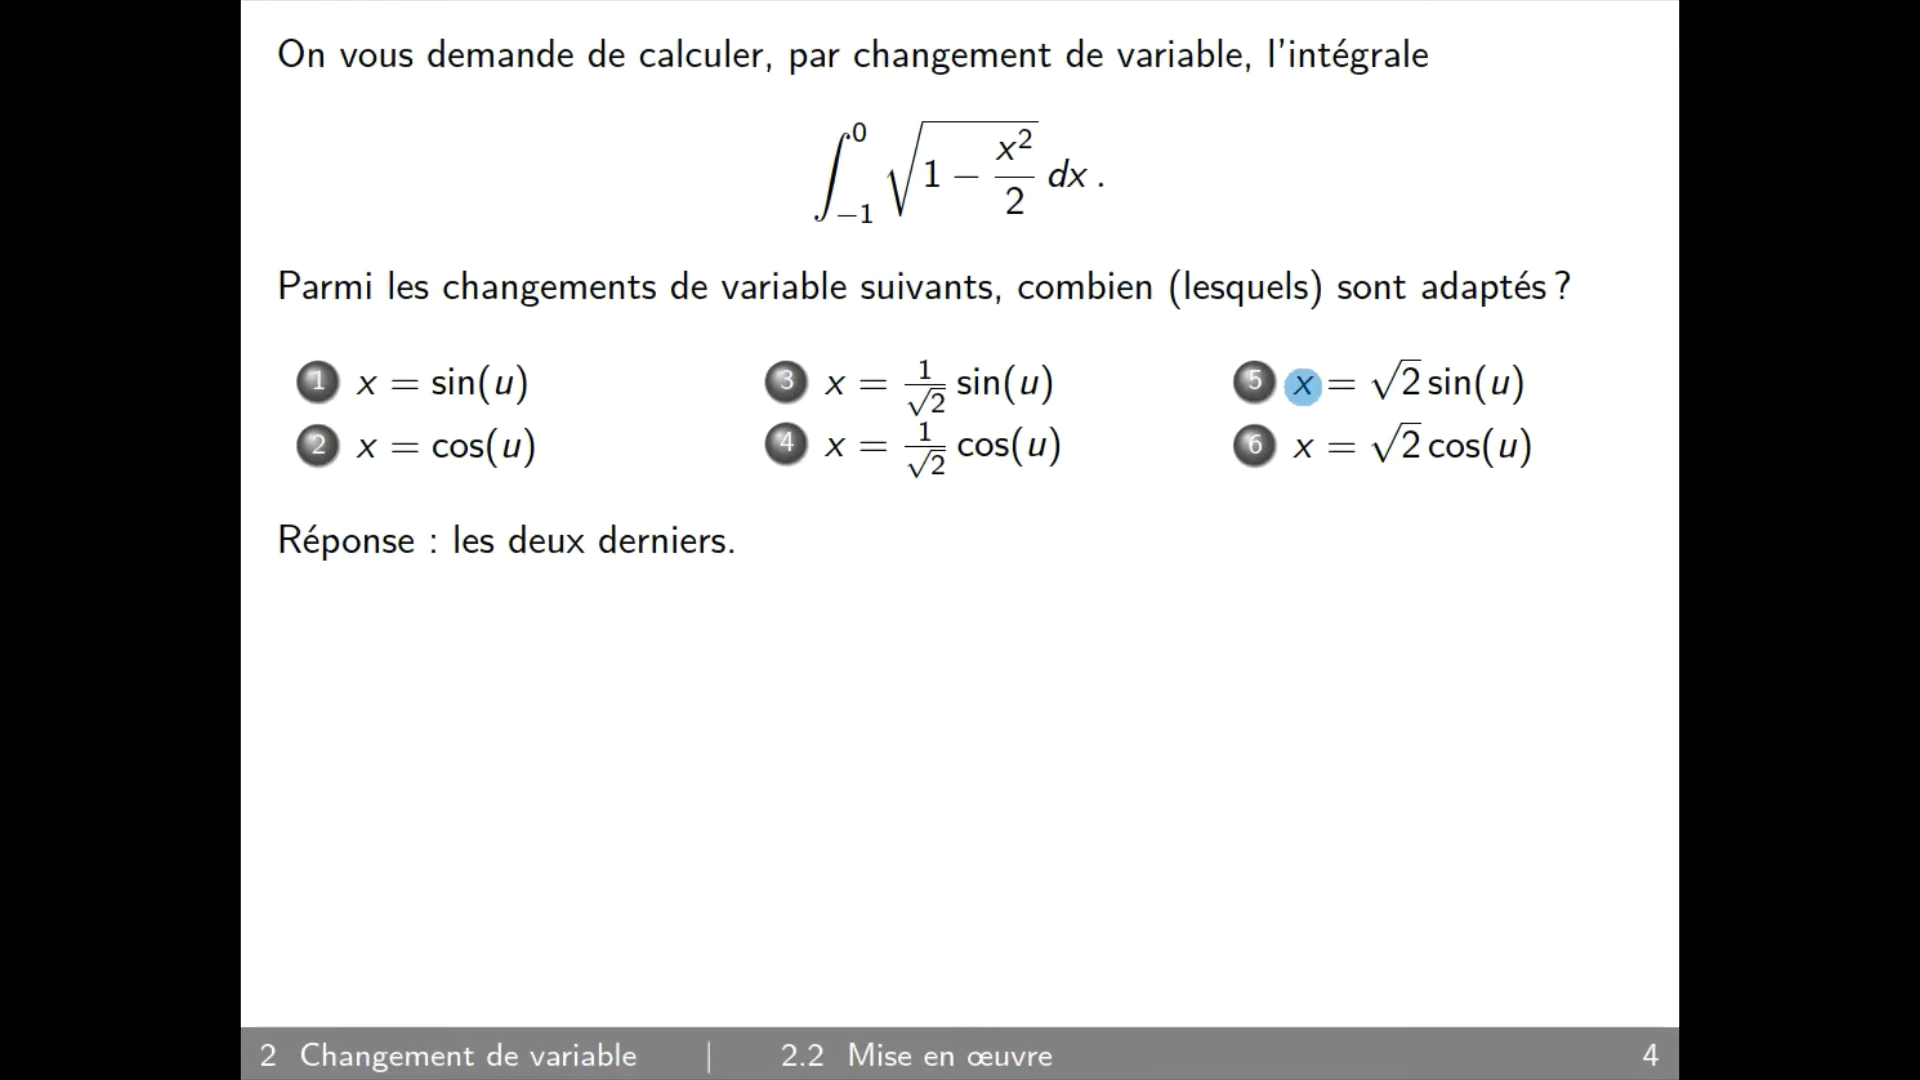 On vous demande de calculer, par changement de variable, l'intégrale
∫_{-1}^{0} √(1 − x²/2) dx .
Parmi les changements de variable suivants, combien (lesquels) sont adaptés ?
1 x = sin(u)
2 x = cos(u)
3 x = 1/√2 sin(u)
4 x = 1/√2 cos(u)
5 x = √2 sin(u)
6 x = √2 cos(u)
Réponse : les deux derniers.
2 Changement de variable | 2.2 Mise en œuvre 4